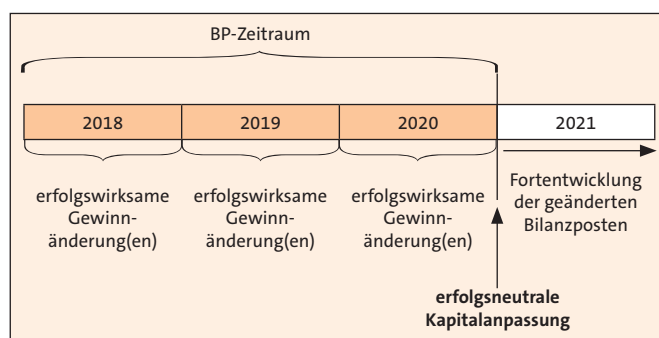 BP-Zeitraum
2018
2019
2020
2021
erfolgswirksame
Gewinn-
änderung(en)
erfolgswirksame
Gewinn-
änderung(en)
erfolgswirksame
Gewinn-
änderung(en)
Fortentwicklung
der geänderten
Bilanzposten
erfolgsneutrale
Kapitalanpassung